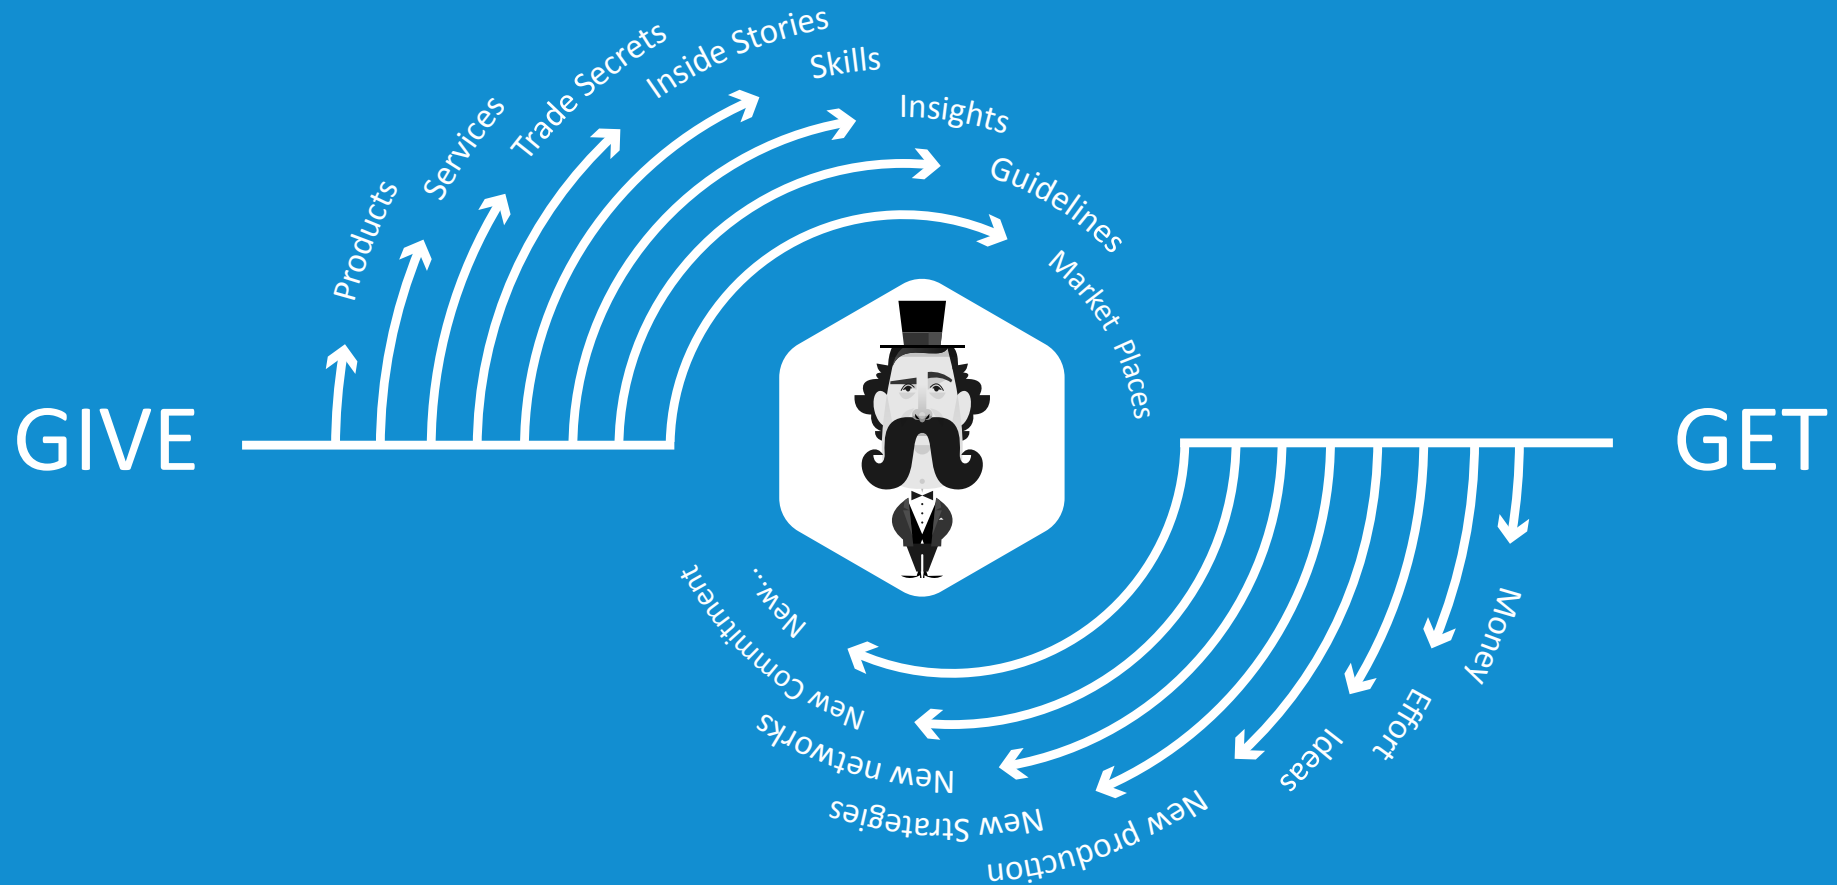 GIVE
Products
Services
Trade Secrets
Inside Stories
Skills
Insights
Guidelines
Market Places
GET
Money
Effort
Ideas
New production
New Strategies
New networks
New Commitment
New...